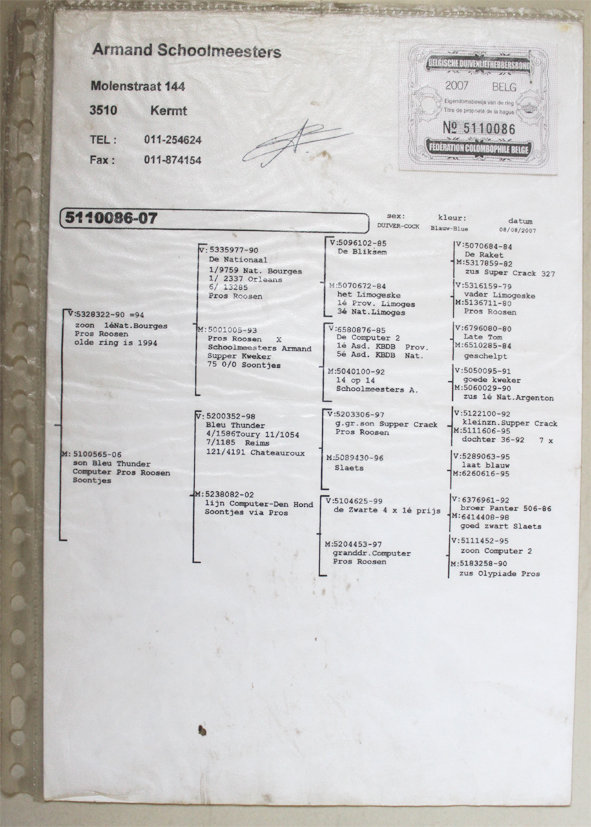 Armand Schoolmeesters
Molenstraat 144
3510 Kermt
TEL : 011-254624
Fax : 011-874154
BELGISCHE DUIVENLIEFHEBBERSBOND
2007 BELG
Eigendomsbewijs van de ring
Titre de propriété de la bague
Nº 5110086
FÉDÉRATION COLOMBOPHILE BELGE
5110086-07
sex: kleur: datum
DUIVER-COCK Blauw-Blue 08/08/2007
V:5328322-90 =94
zoon 1éNat.Bourges
Pros Roosen
olde ring is 1994
M:5100565-06
son Bleu Thunder
Computer Pros Roosen
Soontjes
V:5335977-90
De Nationaal
1/9759 Nat. Bourges
1/ 2337 Orleans
6/ 13285
Pros Roosen
M:5001005-93
Pros Roosen X
Schoolmeesters Armand
Supper Kweker
75 0/0 Soontjes
V:5200352-98
Bleu Thunder
4/1586Toury 11/1054
7/1185 Reims
121/4191 Chateauroux
M:5238082-02
lijn Computer-Den Hond
Soontjes via Pros
V:5096102-85
De Bliksem
M:5070672-84
het Limogeske
1é Prov. Limoges
3é Nat.Limoges
V:6580876-85
De Computer 2
1é Asd. KBDB Prov.
5é Asd. KBDB Nat.
M:5040100-92
14 op 14
Schoolmeesters A.
V:5203306-97
g.gr.son Supper Crack
Pros Roosen
M:5089430-96
Slaets
V:5104625-99
de Zwarte 4 x 1é prijs
M:5204453-97
granddr.Computer
Pros Roosen
V:5070684-84
De Raket
M:5317859-82
zus Super Crack 327
V:5316159-79
vader Limogeske
M:5136711-80
Pros Roosen
V:6796080-80
Late Tom
M:6510285-84
geschelpt
V:5050095-91
goede kweker
M:5060029-90
zus 1é Nat.Argenton
V:5122100-92
kleinzn.Supper Crack
M:5111606-95
dochter 36-92 7 x
V:5289063-95
laat blauw
M:6260616-95
V:6376961-92
broer Panter 506-86
M:6414408-98
goed zwart Slaets
V:5111452-95
zoon Computer 2
M:5183258-90
zus Olypiade Pros